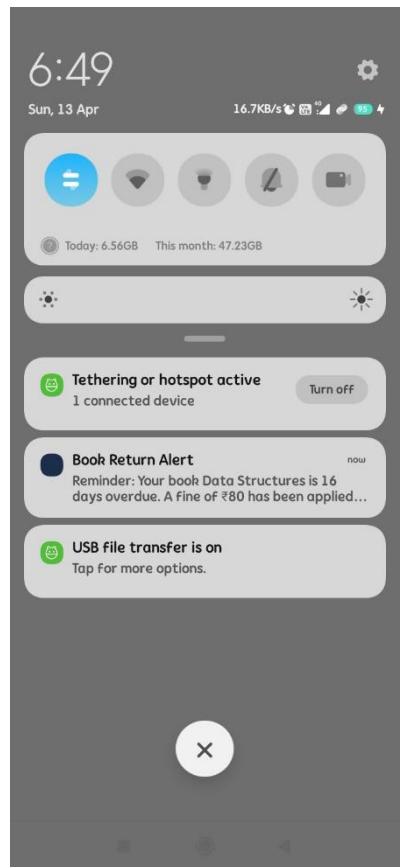 6:49
Sun, 13 Apr 16.7KB/s 4G 95
Today: 6.56GB This month: 47.23GB
Tethering or hotspot active
1 connected device
Turn off
Book Return Alert now
Reminder: Your book Data Structures is 16
days overdue. A fine of ₹80 has been applied...
USB file transfer is on
Tap for more options.